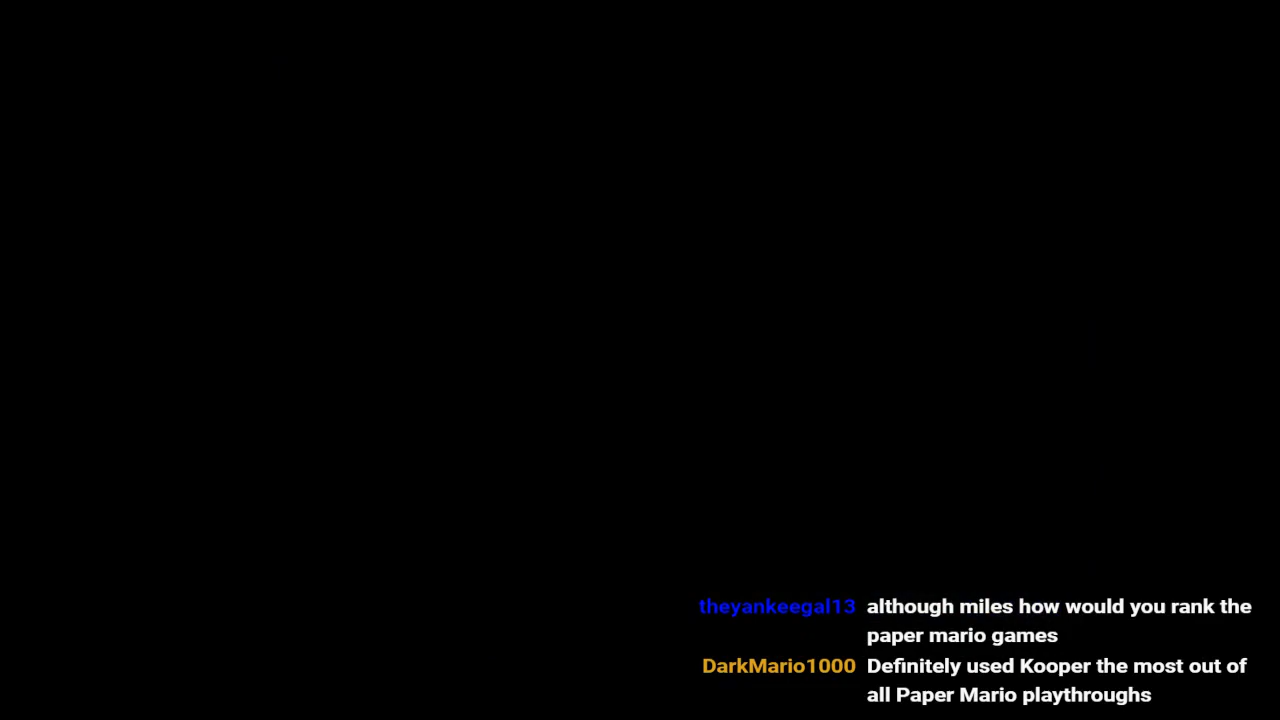 theyankeegal13 although miles how would you rank the
paper mario games
DarkMario1000 Definitely used Kooper the most out of
all Paper Mario playthroughs